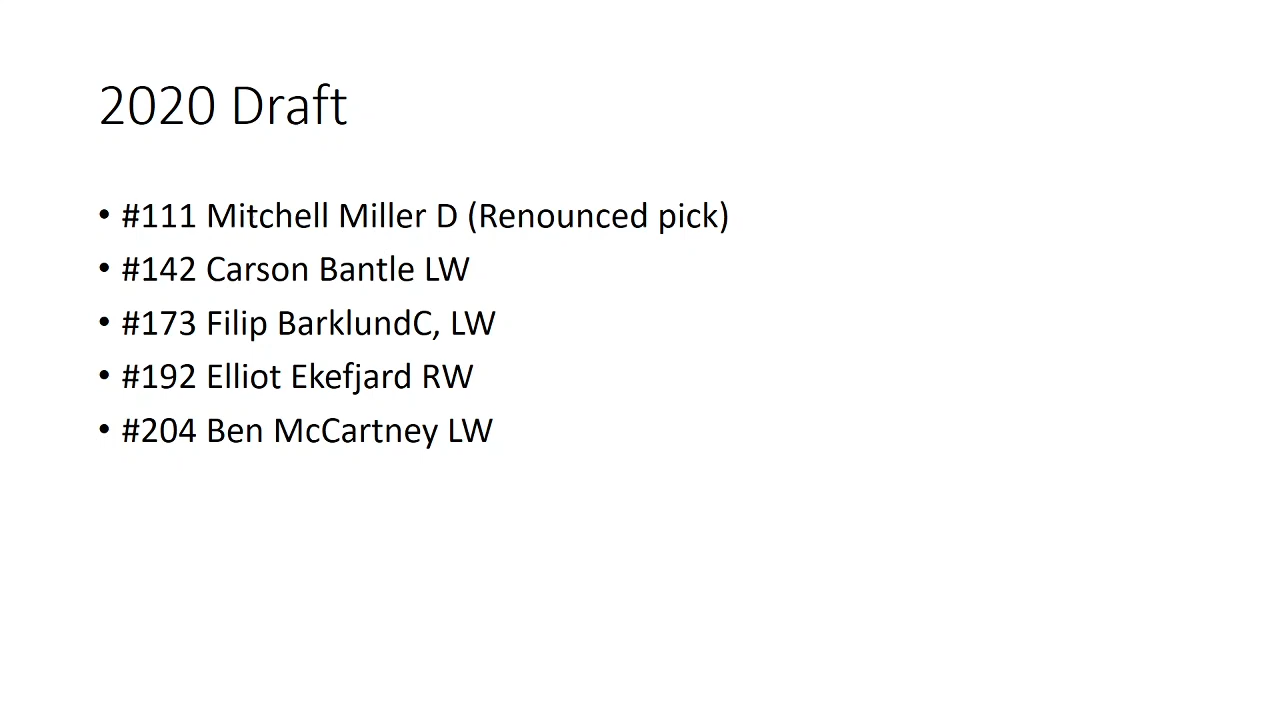 2020 Draft
• #111 Mitchell Miller D (Renounced pick)
• #142 Carson Bantle LW
• #173 Filip BarklundC, LW
• #192 Elliot Ekefjard RW
• #204 Ben McCartney LW